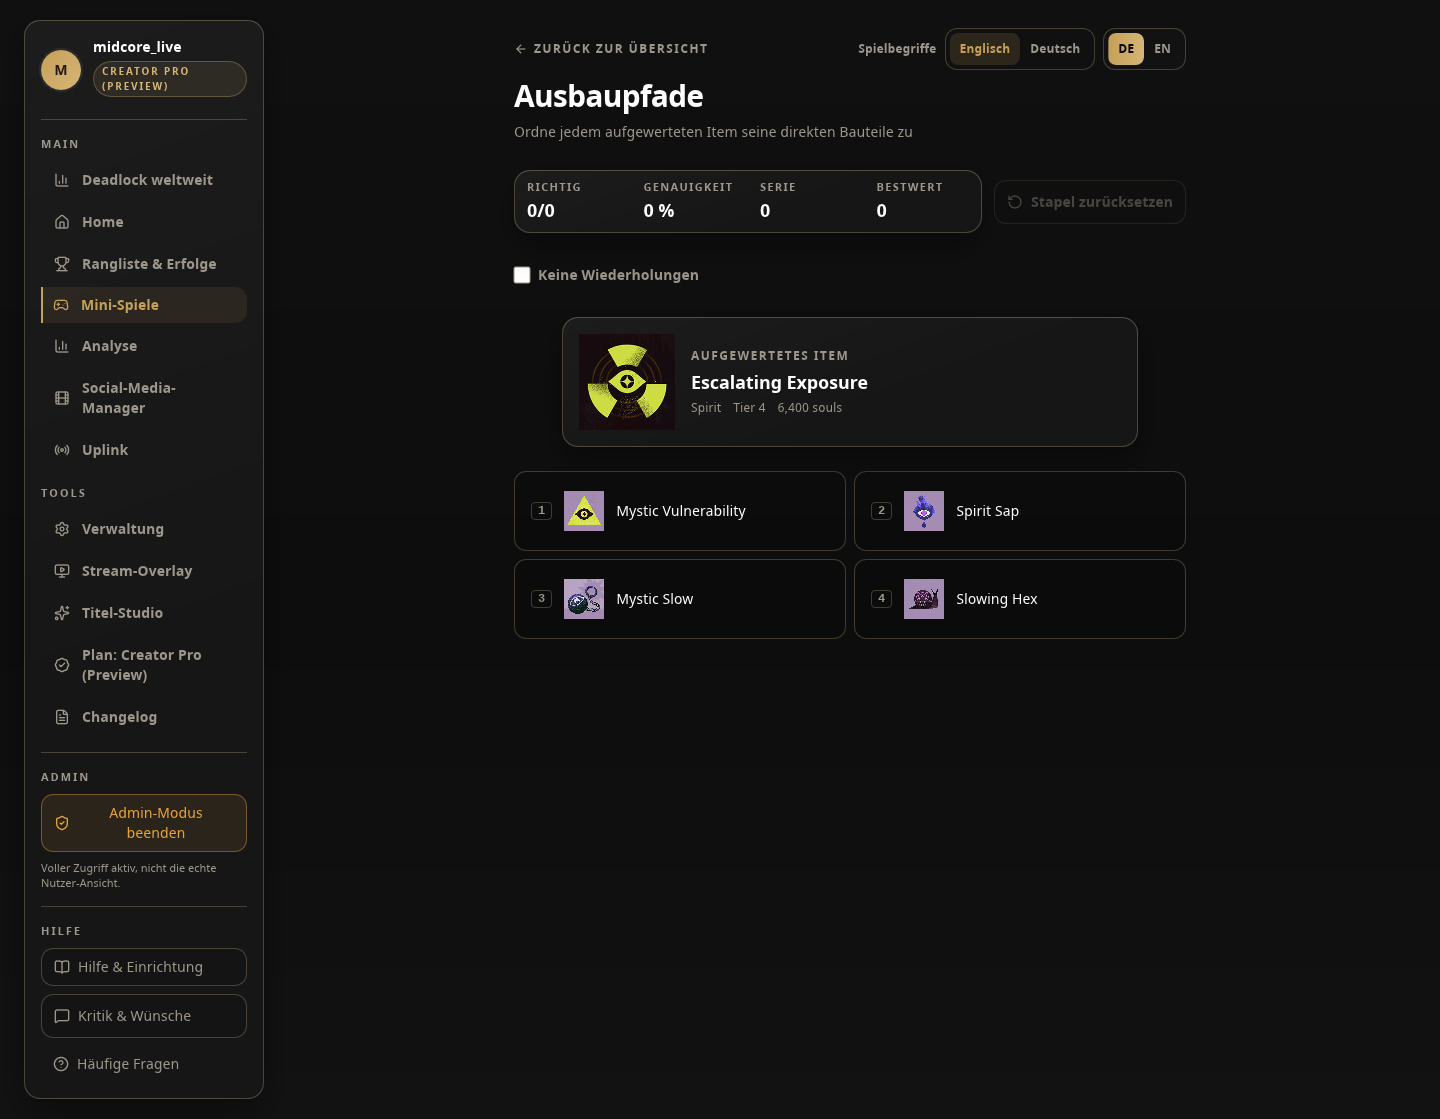 M
midcore_live
CREATOR PRO
(PREVIEW)
MAIN
Deadlock weltweit
Home
Rangliste & Erfolge
Mini-Spiele
Analyse
Social-Media-
Manager
Uplink
TOOLS
Verwaltung
Stream-Overlay
Titel-Studio
Plan: Creator Pro
(Preview)
Changelog
ADMIN
Admin-Modus
beenden
Voller Zugriff aktiv, nicht die echte
Nutzer-Ansicht.
HILFE
Hilfe & Einrichtung
Kritik & Wünsche
Häufige Fragen
← ZURÜCK ZUR ÜBERSICHT
Spielbegriffe Englisch Deutsch DE EN
Ausbaupfade
Ordne jedem aufgewerteten Item seine direkten Bauteile zu
RICHTIG GENAUIGKEIT SERIE BESTWERT
0/0 0 % 0 0
Stapel zurücksetzen
Keine Wiederholungen
AUFGEWERTETES ITEM
Escalating Exposure
Spirit Tier 4 6,400 souls
1 Mystic Vulnerability
2 Spirit Sap
3 Mystic Slow
4 Slowing Hex